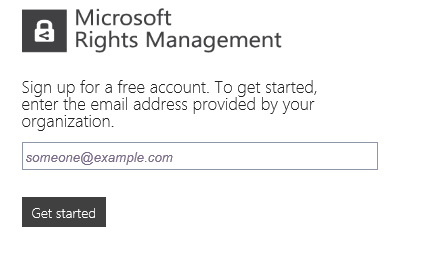 Microsoft
Rights Management
Sign up for a free account. To get started,
enter the email address provided by your
organization.
someone@example.com
Get started